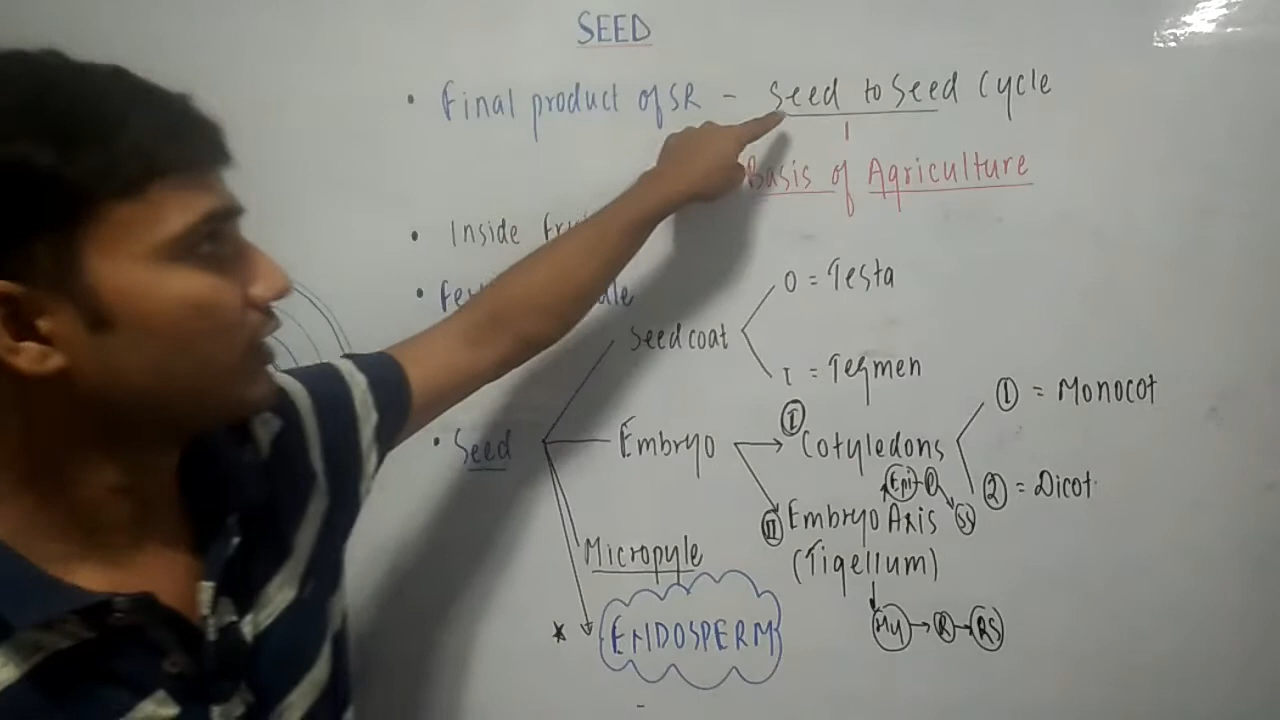 SEED
• Final product of SR - Seed to Seed Cycle
Basis of Agriculture
• Inside
•
O = Testa
Seed coat
I = Tegmen
① = Monocot
• Seed
Embryo
Ⓘ Cotyledons
② = Dicot
Epi P SS
Ⓘⓘ Embryo Axis
(Tigellum)
Micropyle
* ENDOSPERM
Hy → R → RS